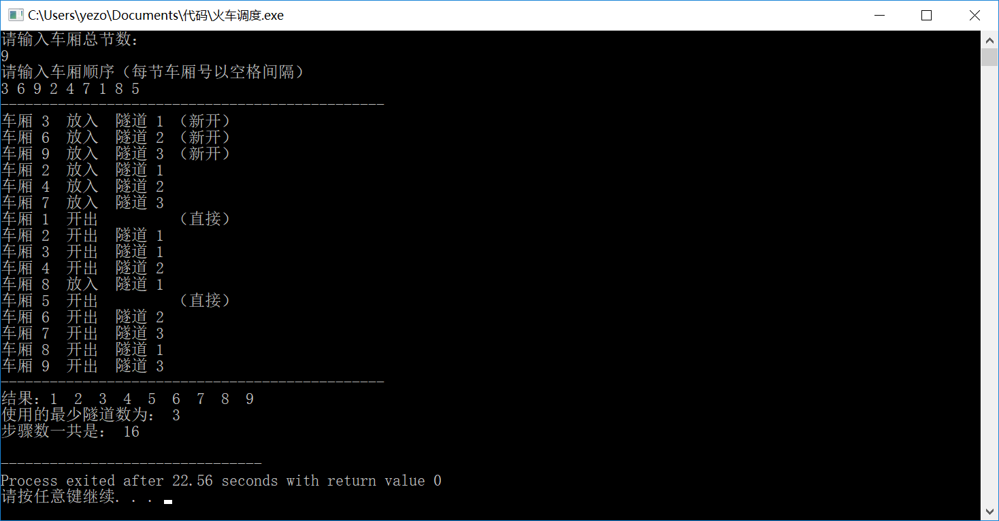 C:\Users\yezo\Documents\代码\火车调度.exe
请输入车厢总节数：
9
请输入车厢顺序（每节车厢号以空格间隔）
3 6 9 2 4 7 1 8 5
-----------------------------------------------
车厢 3  放入  隧道 1 （新开）
车厢 6  放入  隧道 2 （新开）
车厢 9  放入  隧道 3 （新开）
车厢 2  放入  隧道 1
车厢 4  放入  隧道 2
车厢 7  放入  隧道 3
车厢 1  开出          （直接）
车厢 2  开出  隧道 1
车厢 3  开出  隧道 1
车厢 4  开出  隧道 2
车厢 8  放入  隧道 1
车厢 5  开出          （直接）
车厢 6  开出  隧道 2
车厢 7  开出  隧道 3
车厢 8  开出  隧道 1
车厢 9  开出  隧道 3
-----------------------------------------------
结果：1  2  3  4  5  6  7  8  9
使用的最少隧道数为： 3
步骤数一共是： 16
--------------------------------
Process exited after 22.56 seconds with return value 0
请按任意键继续. . .